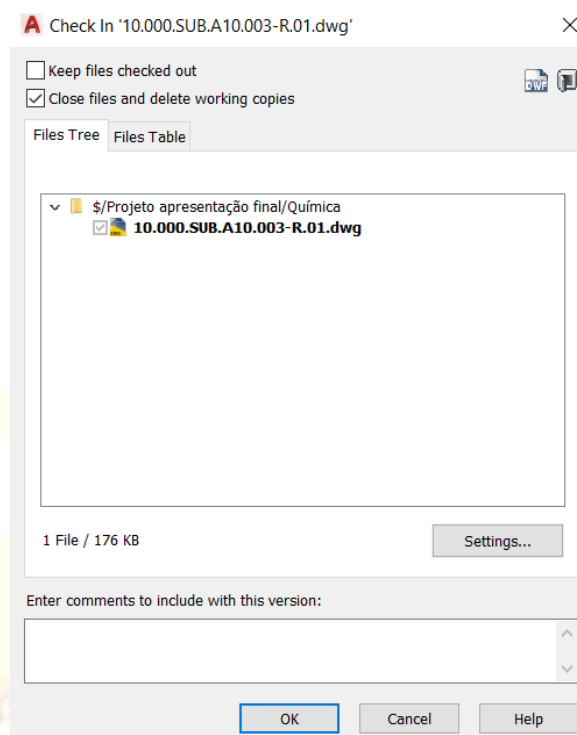 Check In '10.000.SUB.A10.003-R.01.dwg'
Keep files checked out
Close files and delete working copies
DWF
Files Tree Files Table
$/Projeto apresentação final/Química
10.000.SUB.A10.003-R.01.dwg
1 File / 176 KB
Settings...
Enter comments to include with this version:
OK Cancel Help